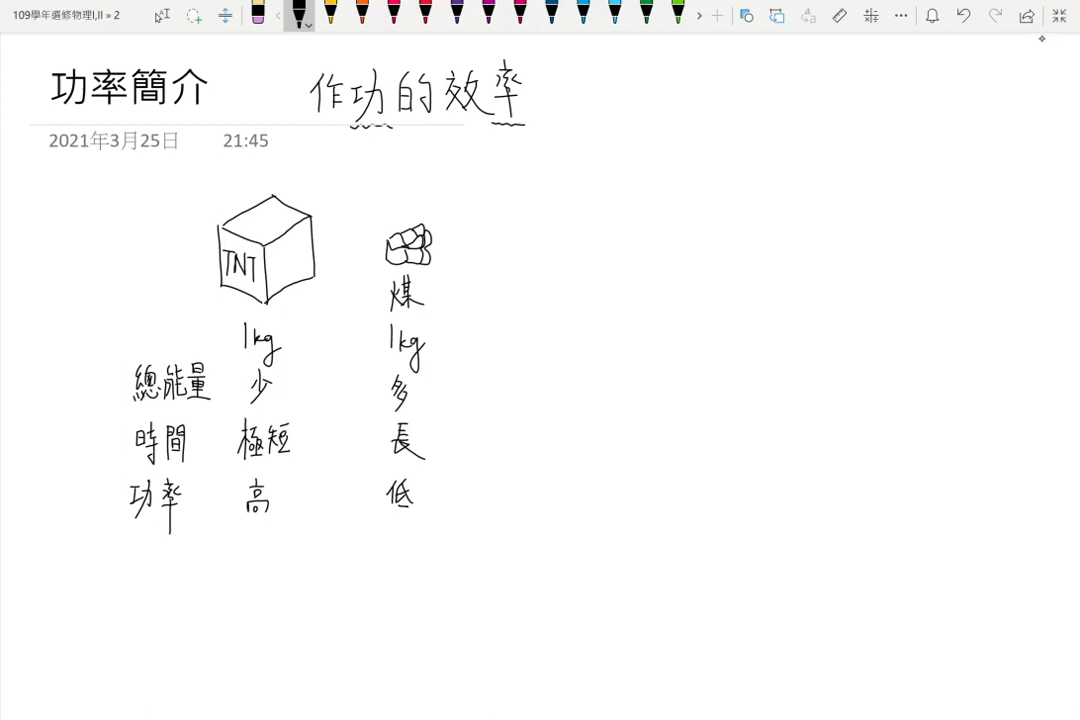 109學年選修物理I,II » 2
功率簡介 作功的效率
2021年3月25日 21:45
TNT
煤
1kg 1kg
總能量 少 多
時間 極短 長
功率 高 低